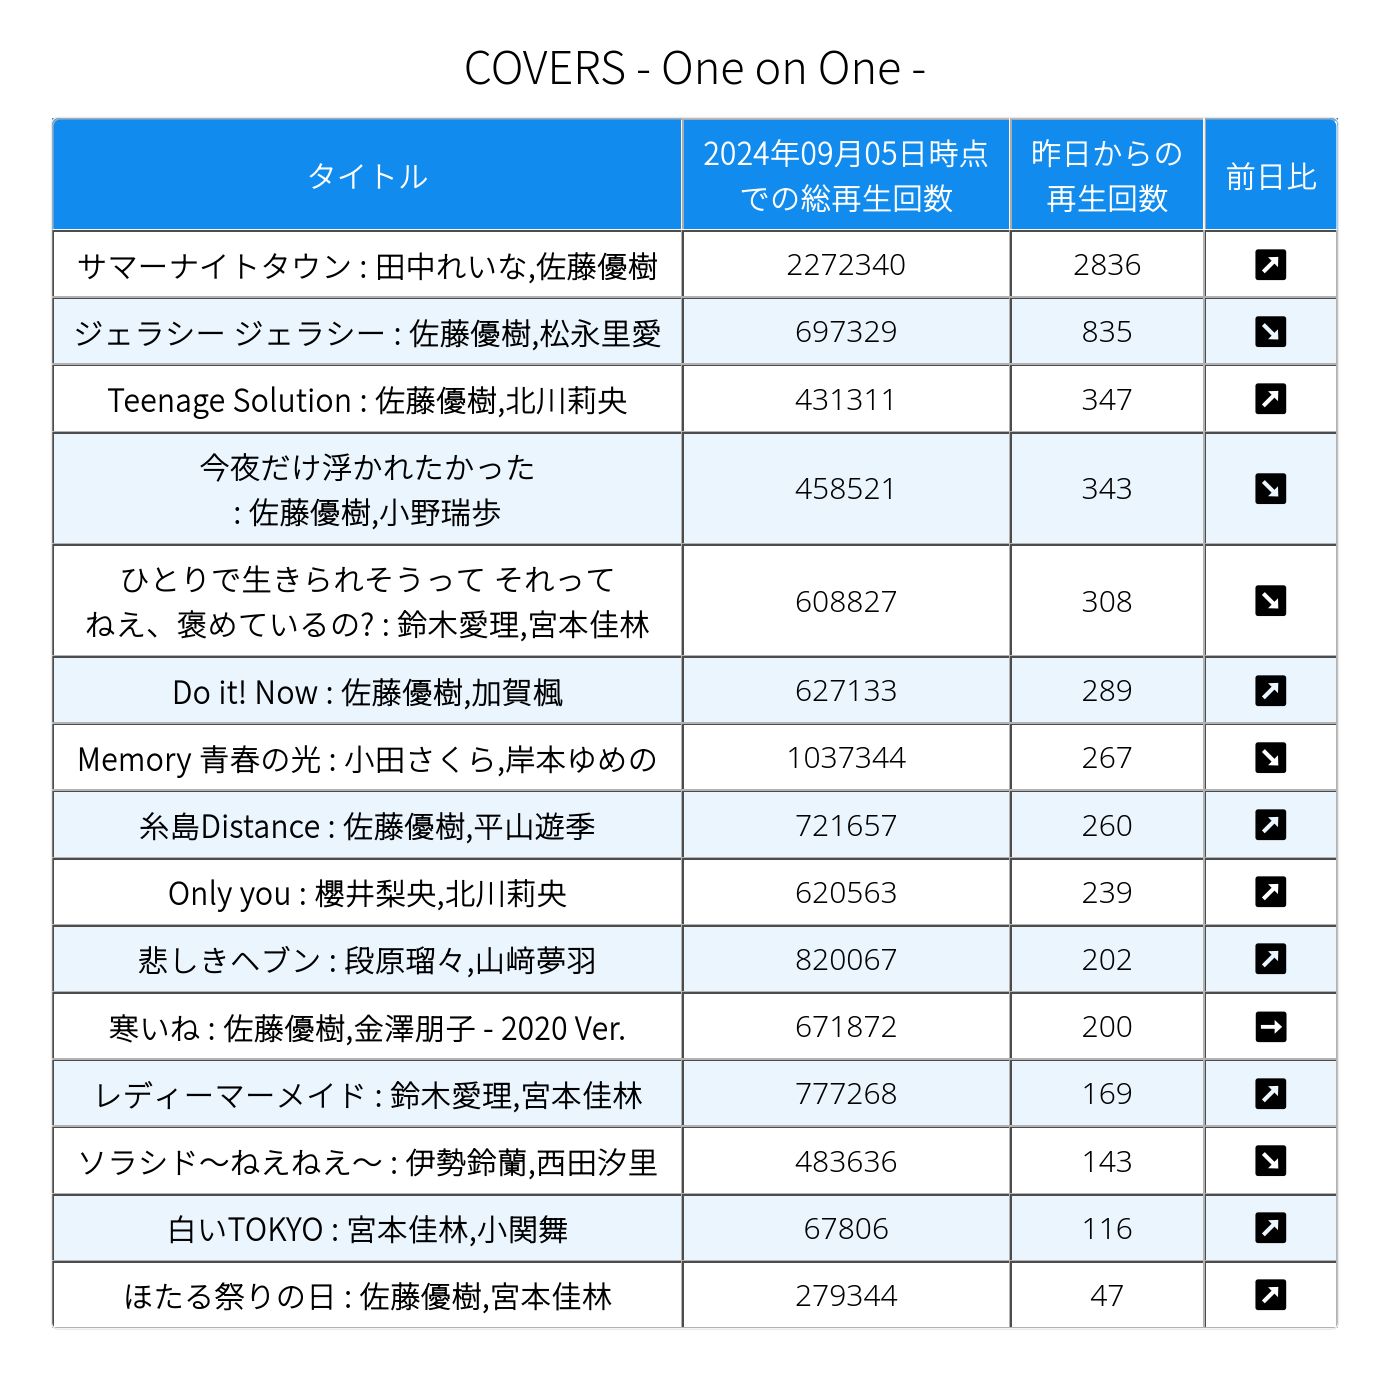 COVERS - One on One -
タイトル
2024年09月05日時点
での総再生回数
昨日からの
再生回数
前日比
サマーナイトタウン : 田中れいな,佐藤優樹
2272340
2836
↗
ジェラシー ジェラシー : 佐藤優樹,松永里愛
697329
835
↘
Teenage Solution : 佐藤優樹,北川莉央
431311
347
↗
今夜だけ浮かれたかった
: 佐藤優樹,小野瑞歩
458521
343
↘
ひとりで生きられそうって それって
ねえ、褒めているの? : 鈴木愛理,宮本佳林
608827
308
↘
Do it! Now : 佐藤優樹,加賀楓
627133
289
↗
Memory 青春の光 : 小田さくら,岸本ゆめの
1037344
267
↘
糸島Distance : 佐藤優樹,平山遊季
721657
260
↗
Only you : 櫻井梨央,北川莉央
620563
239
↗
悲しきヘブン : 段原瑠々,山﨑夢羽
820067
202
↗
寒いね : 佐藤優樹,金澤朋子 - 2020 Ver.
671872
200
→
レディーマーメイド : 鈴木愛理,宮本佳林
777268
169
↗
ソラシド〜ねえねえ〜 : 伊勢鈴蘭,西田汐里
483636
143
↘
白いTOKYO : 宮本佳林,小関舞
67806
116
↗
ほたる祭りの日 : 佐藤優樹,宮本佳林
279344
47
↗